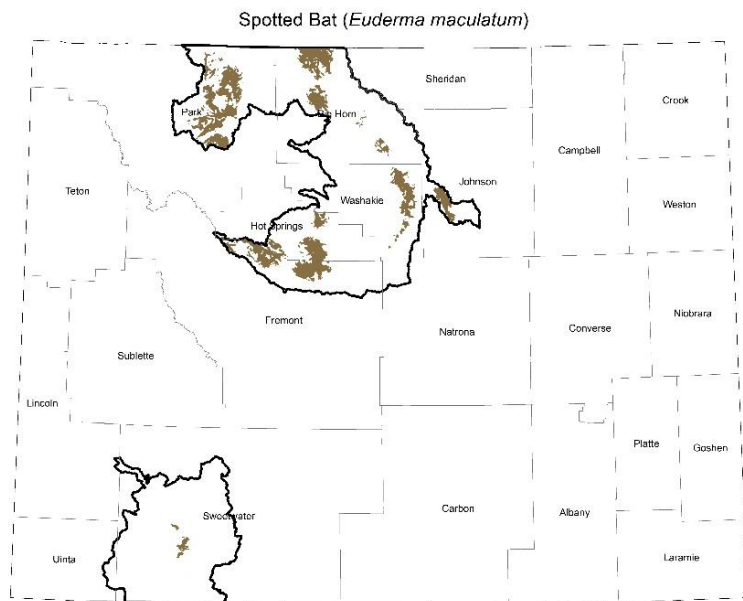 Spotted Bat (Euderma maculatum)
Sheridan
Crook
Park
Big Horn
Campbell
Teton
Johnson
Washakie
Weston
Hot Springs
Fremont
Natrona
Converse
Niobrara
Sublette
Lincoln
Platte
Goshen
Sweetwater
Carbon
Albany
Uinta
Laramie